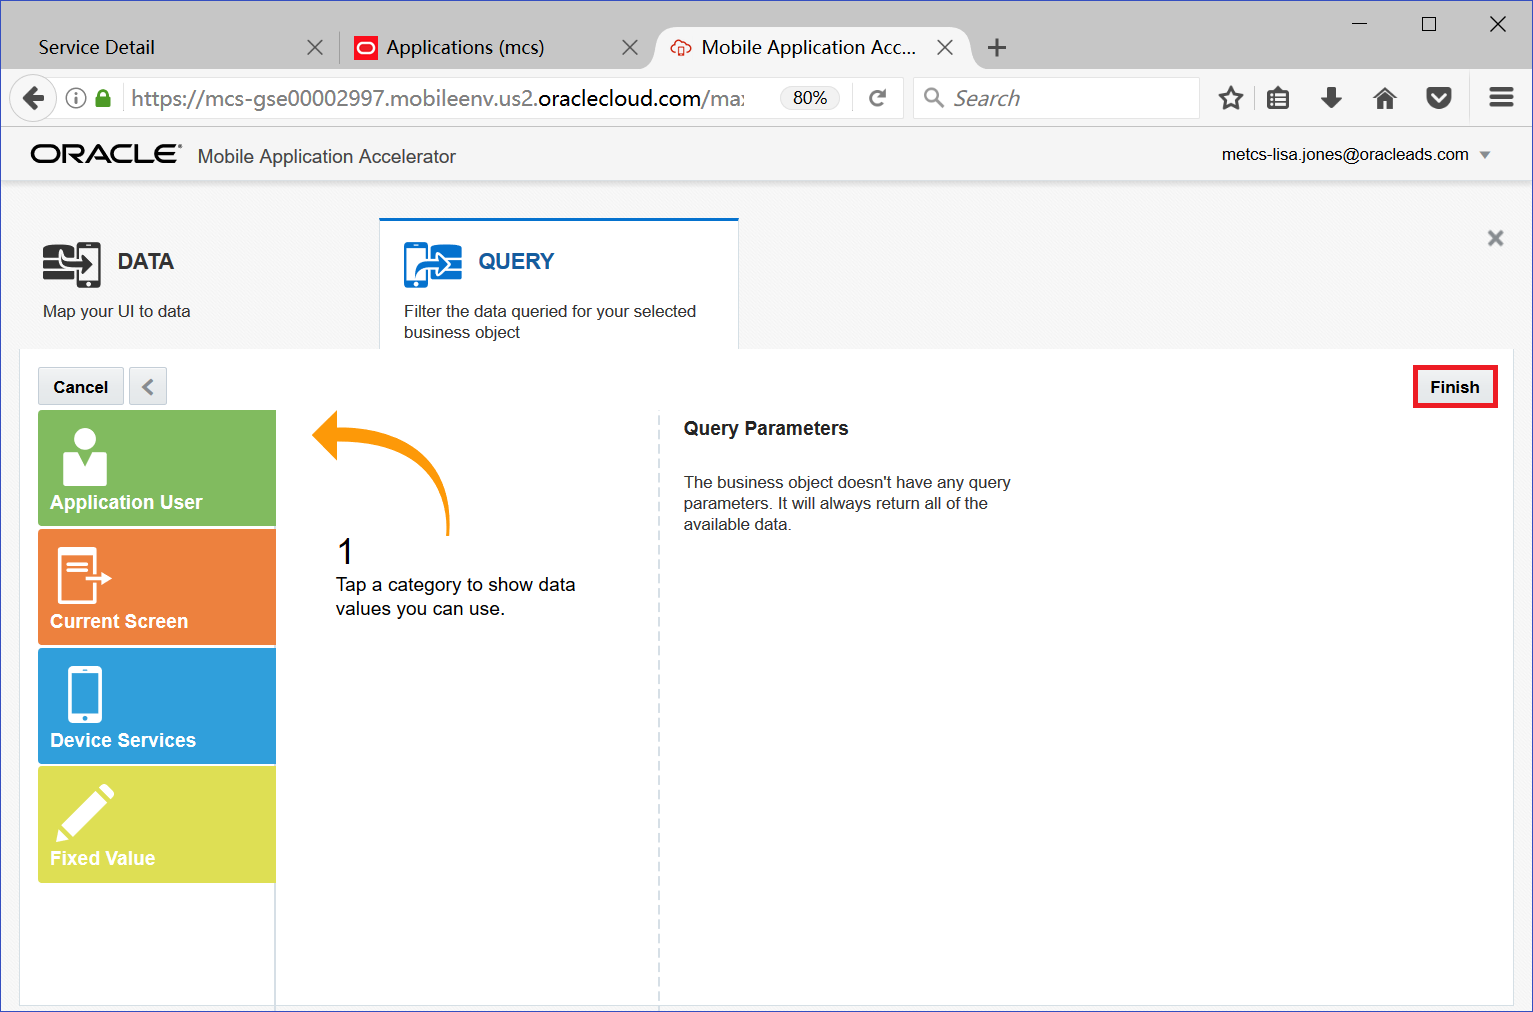 Service Detail
Applications (mcs)
Mobile Application Acc...
https://mcs-gse00002997.mobileenv.us2.oraclecloud.com/max
80%
Search
ORACLE
Mobile Application Accelerator
metcs-lisa.jones@oracleads.com
DATA
Map your UI to data
QUERY
Filter the data queried for your selected
business object
Cancel
Finish
Application User
Current Screen
Device Services
Fixed Value
1
Tap a category to show data
values you can use.
Query Parameters
The business object doesn't have any query
parameters. It will always return all of the
available data.